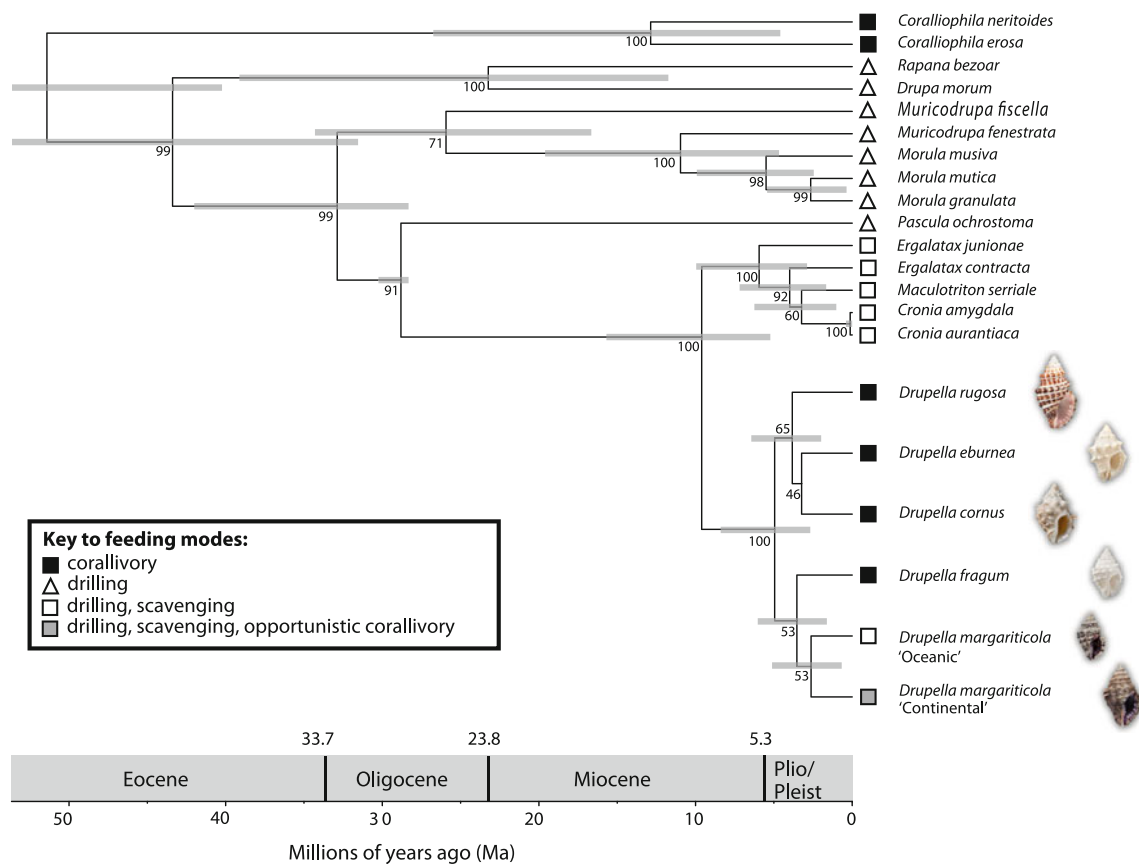 Coralliophila neritoides
100
Coralliophila erosa
Rapana bezoar
100
Drupa morum
Muricodrupa fiscella
71
Muricodrupa fenestrata
99
100
Morula musiva
98
Morula mutica
99
Morula granulata
99
Pascula ochrostoma
Ergalatax junionae
100
Ergalatax contracta
91
92
Maculotriton serriale
60
Cronia amygdala
100
Cronia aurantiaca
100
Drupella rugosa
65
Drupella eburnea
46
Drupella cornus
100
Drupella fragum
53
Drupella margariticola
'Oceanic'
53
Drupella margariticola
'Continental'
Key to feeding modes:
corallivory
drilling
drilling, scavenging
drilling, scavenging, opportunistic corallivory
33.7 23.8 5.3
Eocene Oligocene Miocene Plio/
Pleist
50 40 30 20 10 0
Millions of years ago (Ma)